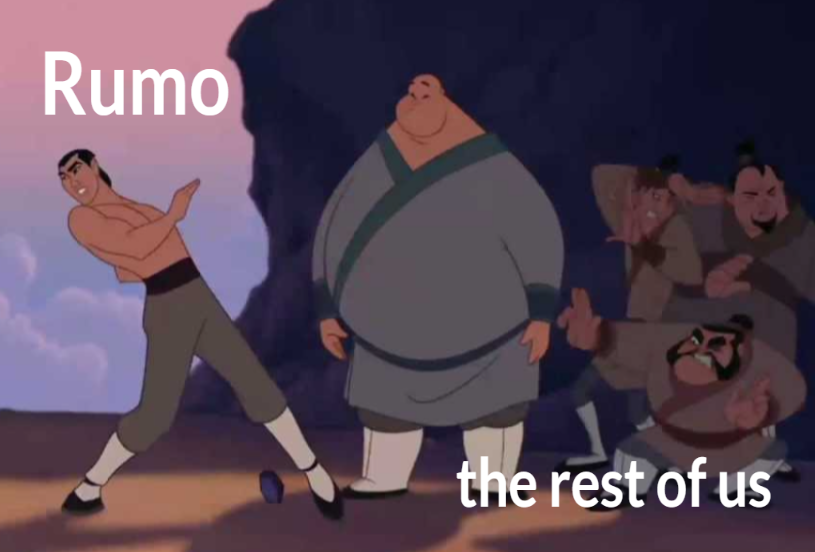 Rumo
the rest of us